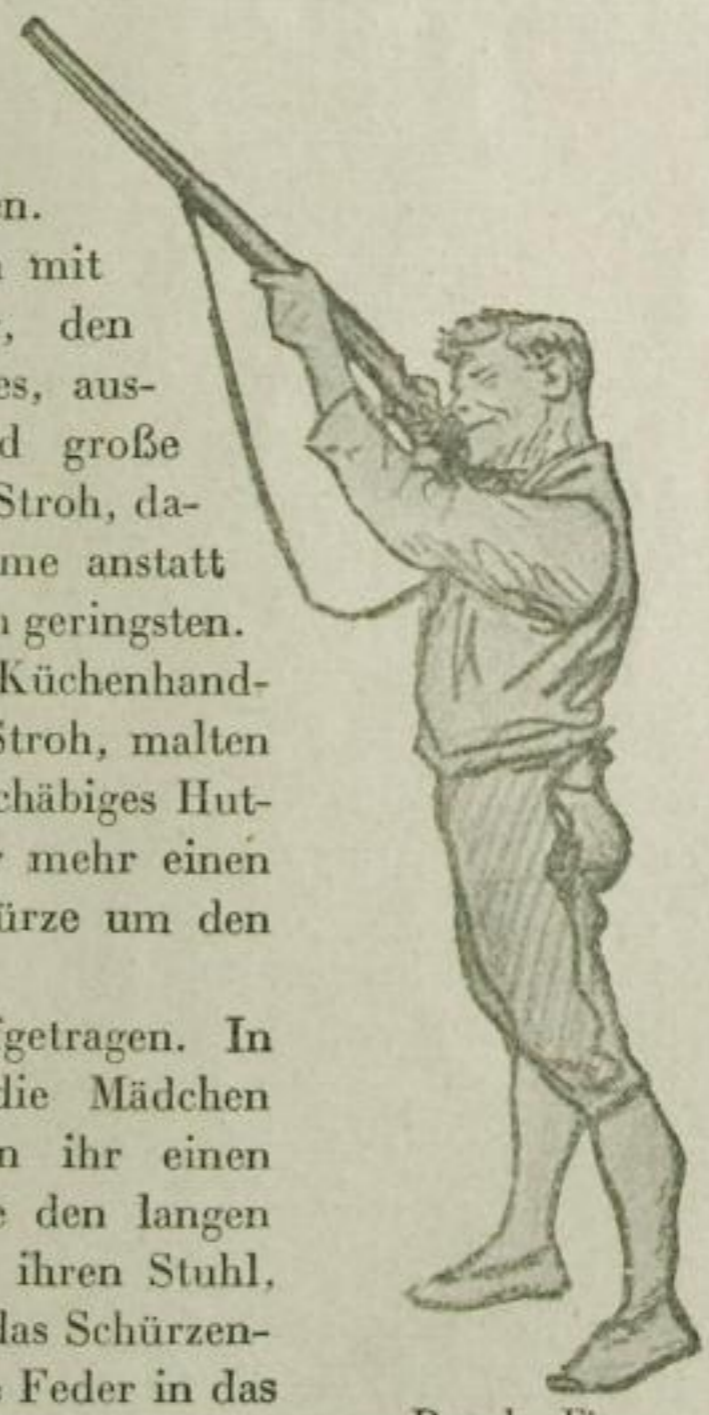 n.
mit
, den
es, aus-
d große
Stroh, da-
me anstatt
geringsten.
Küchenhand-
Stroh, malten
chäbiges Hut-
mehr einen
ürze um den
getragen. In
die Mädchen
n ihr einen
e den langen
ihren Stuhl,
das Schürzen-
Feder in das